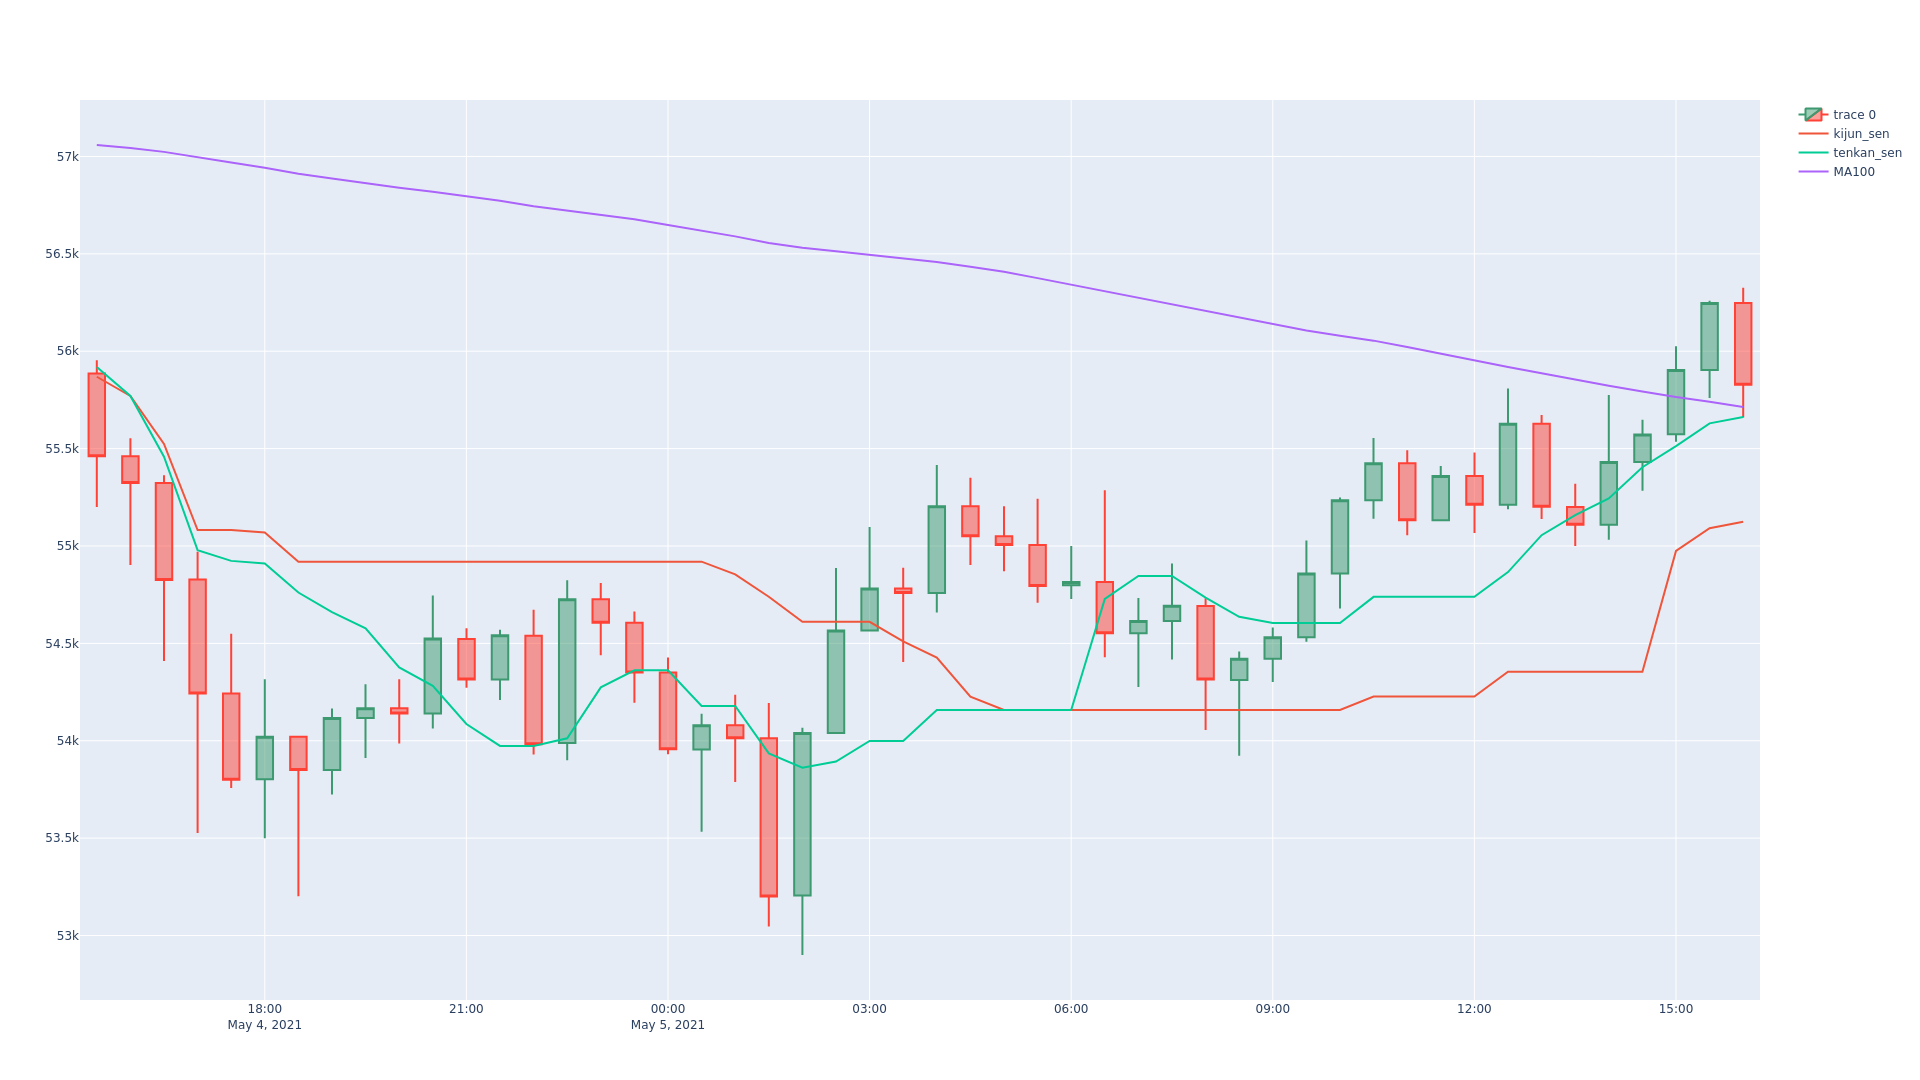 trace 0
kijun_sen
tenkan_sen
MA100
57k
56.5k
56k
55.5k
55k
54.5k
54k
53.5k
53k
18:00
May 4, 2021
21:00
00:00
May 5, 2021
03:00
06:00
09:00
12:00
15:00